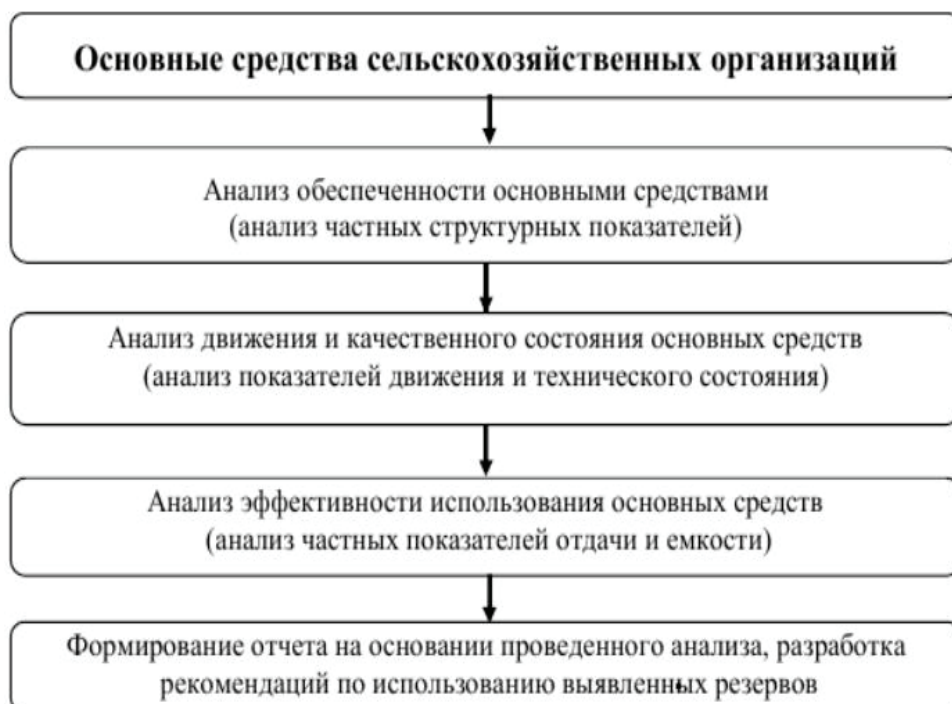 Основные средства сельскохозяйственных организаций
Анализ обеспеченности основными средствами
(анализ частных структурных показателей)
Анализ движения и качественного состояния основных средств
(анализ показателей движения и технического состояния)
Анализ эффективности использования основных средств
(анализ частных показателей отдачи и емкости)
Формирование отчета на основании проведенного анализа, разработка
рекомендаций по использованию выявленных резервов